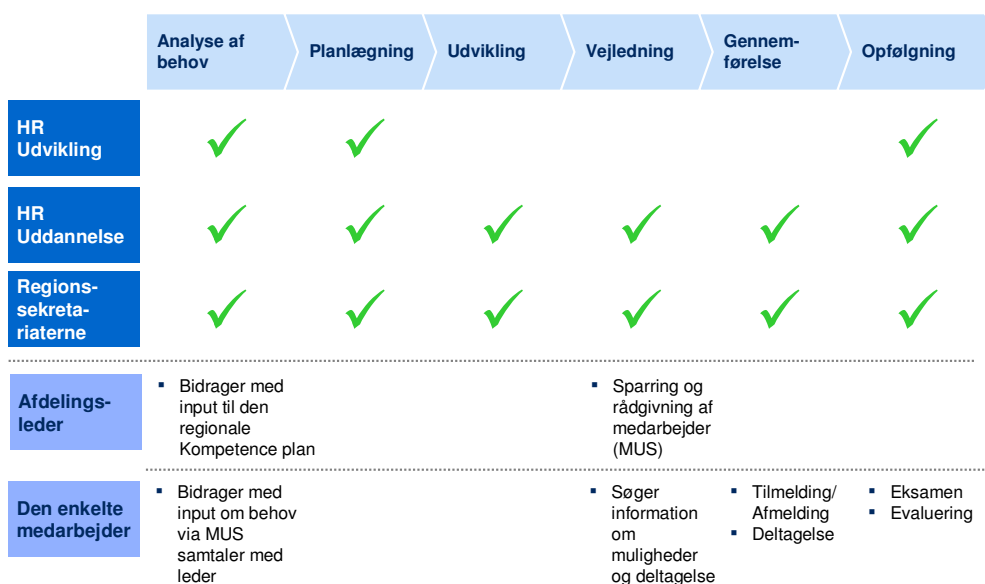 Analyse af
behov
Planlægning
Udvikling
Vejledning
Gennem-
førelse
Opfølgning
HR
Udvikling
HR
Uddannelse
Regions-
sekreta-
riaterne
Afdelings-
leder
▪ Bidrager med
input til den
regionale
Kompetence plan
▪ Sparring og
rådgivning af
medarbejder
(MUS)
Den enkelte
medarbejder
▪ Bidrager med
input om behov
via MUS
samtaler med
leder
▪ Søger
information
om
muligheder
og deltagelse
▪ Tilmelding/
Afmelding
▪ Deltagelse
▪ Eksamen
▪ Evaluering